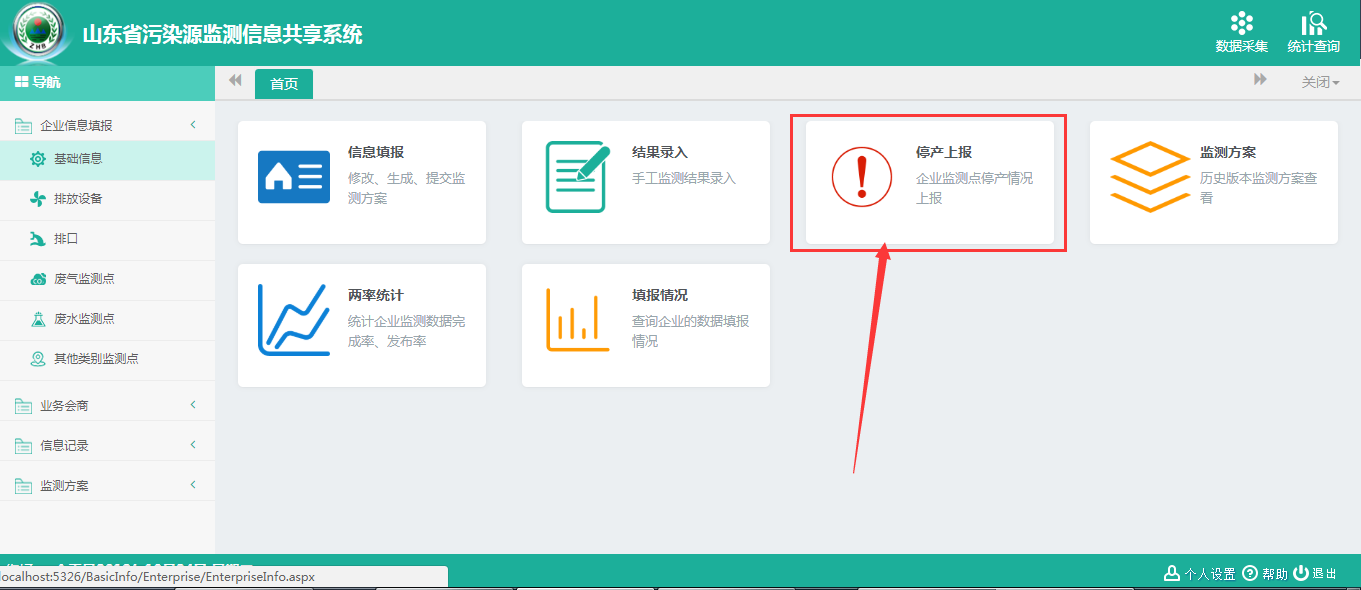 山东省污染源监测信息共享系统
数据采集
统计查询
导航
首页
关闭
企业信息填报
基础信息
排放设备
排口
废气监测点
废水监测点
其他类别监测点
业务会商
信息记录
监测方案
信息填报
修改、生成、提交监
测方案
结果录入
手工监测结果录入
停产上报
企业监测点停产情况
上报
监测方案
历史版本监测方案查
看
两率统计
统计企业监测数据完
成率、发布率
填报情况
查询企业的数据填报
情况
localhost:5326/BasicInfo/Enterprise/EnterpriseInfo.aspx
个人设置
帮助
退出
ZHB